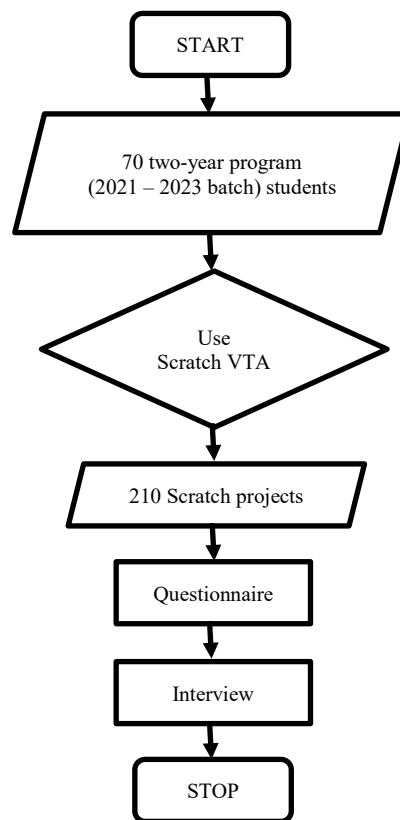 START
70 two-year program
(2021 – 2023 batch) students
Use
Scratch VTA
210 Scratch projects
Questionnaire
Interview
STOP